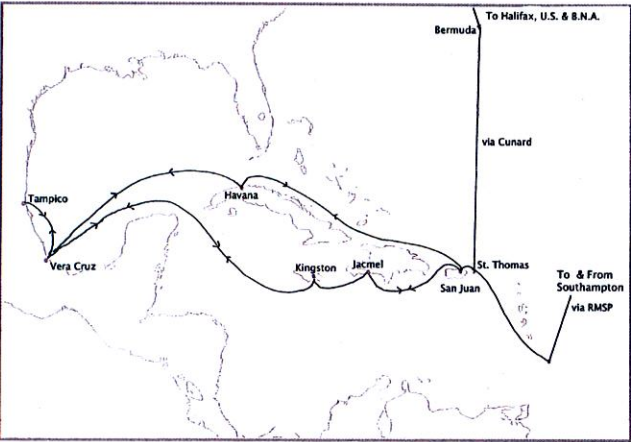 To Halifax, U.S. & B.N.A.
Bermuda
via Cunard
Tampico
Havana
Vera Cruz
Kingston
Jacmel
St. Thomas
San Juan
To & From
Southampton
via RMSP